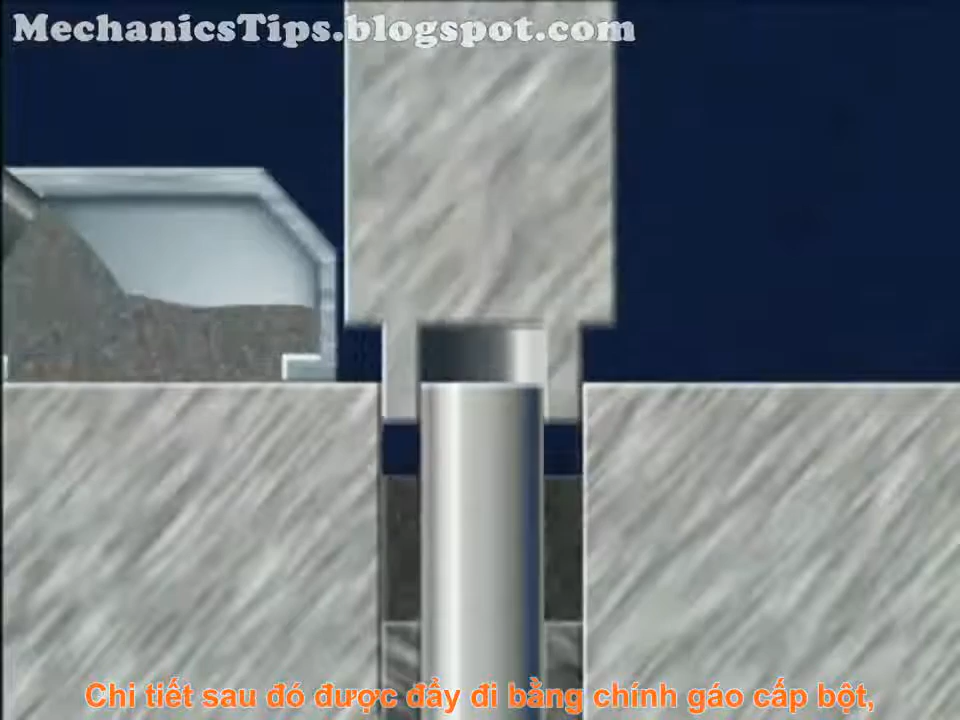 MechanicsTips.blogspot.com
Chi tiết sau đó được đẩy đi bằng chính gáo cấp bột,